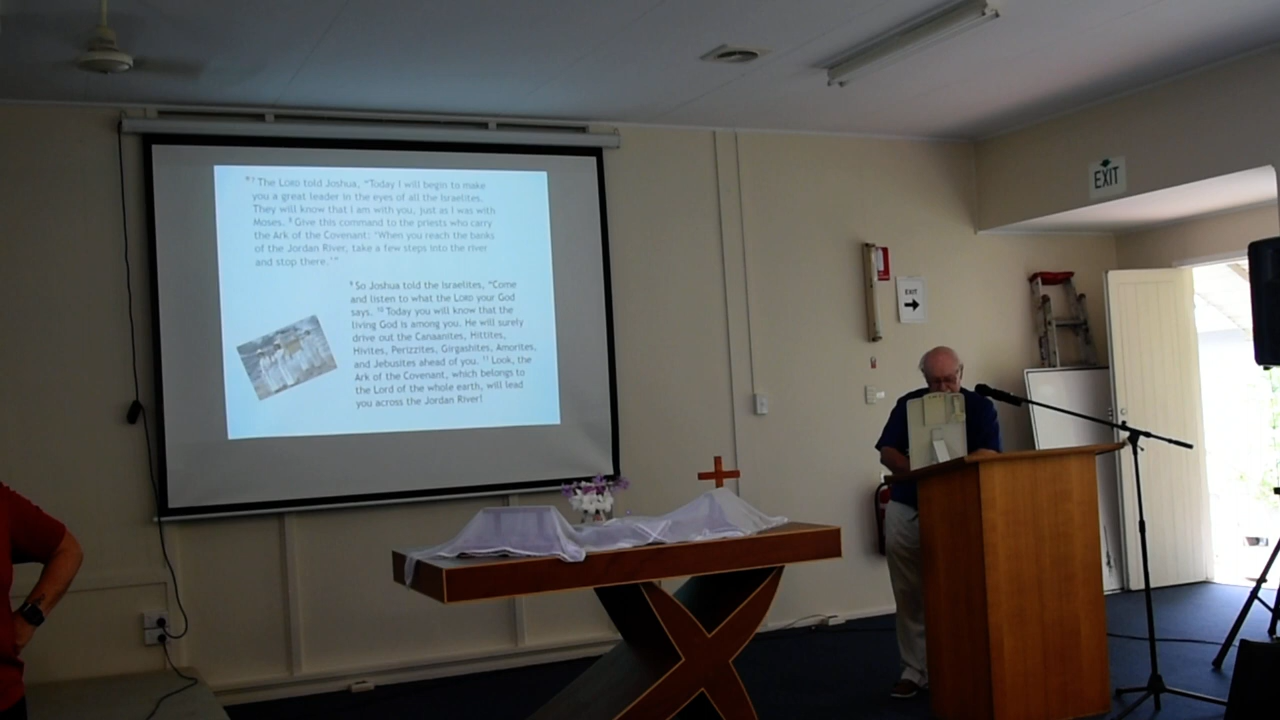 * 7 The LORD told Joshua, “Today I will begin to make
you a great leader in the eyes of all the Israelites.
They will know that I am with you, just as I was with
Moses. 8 Give this command to the priests who carry
the Ark of the Covenant: ‘When you reach the banks
of the Jordan River, take a few steps into the river
and stop there.’”
9 So Joshua told the Israelites, “Come
and listen to what the LORD your God
says. 10 Today you will know that the
living God is among you. He will surely
drive out the Canaanites, Hittites,
Hivites, Perizzites, Girgashites, Amorites,
and Jebusites ahead of you. 11 Look, the
Ark of the Covenant, which belongs to
the Lord of the whole earth, will lead
you across the Jordan River!
EXIT
EXIT